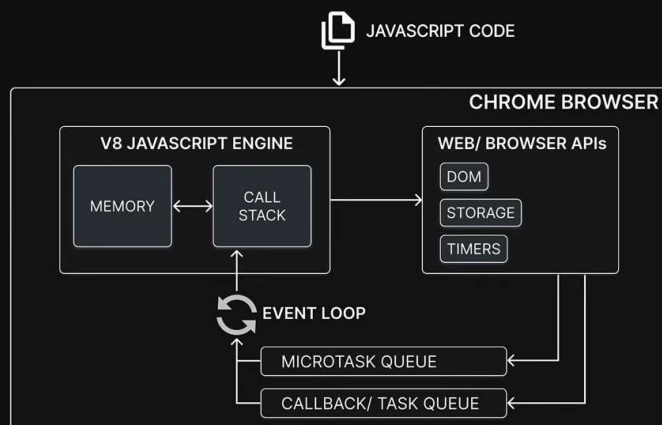 JAVASCRIPT CODE
CHROME BROWSER
V8 JAVASCRIPT ENGINE
MEMORY
CALL
STACK
WEB/ BROWSER APIs
DOM
STORAGE
TIMERS
EVENT LOOP
MICROTASK QUEUE
CALLBACK/ TASK QUEUE